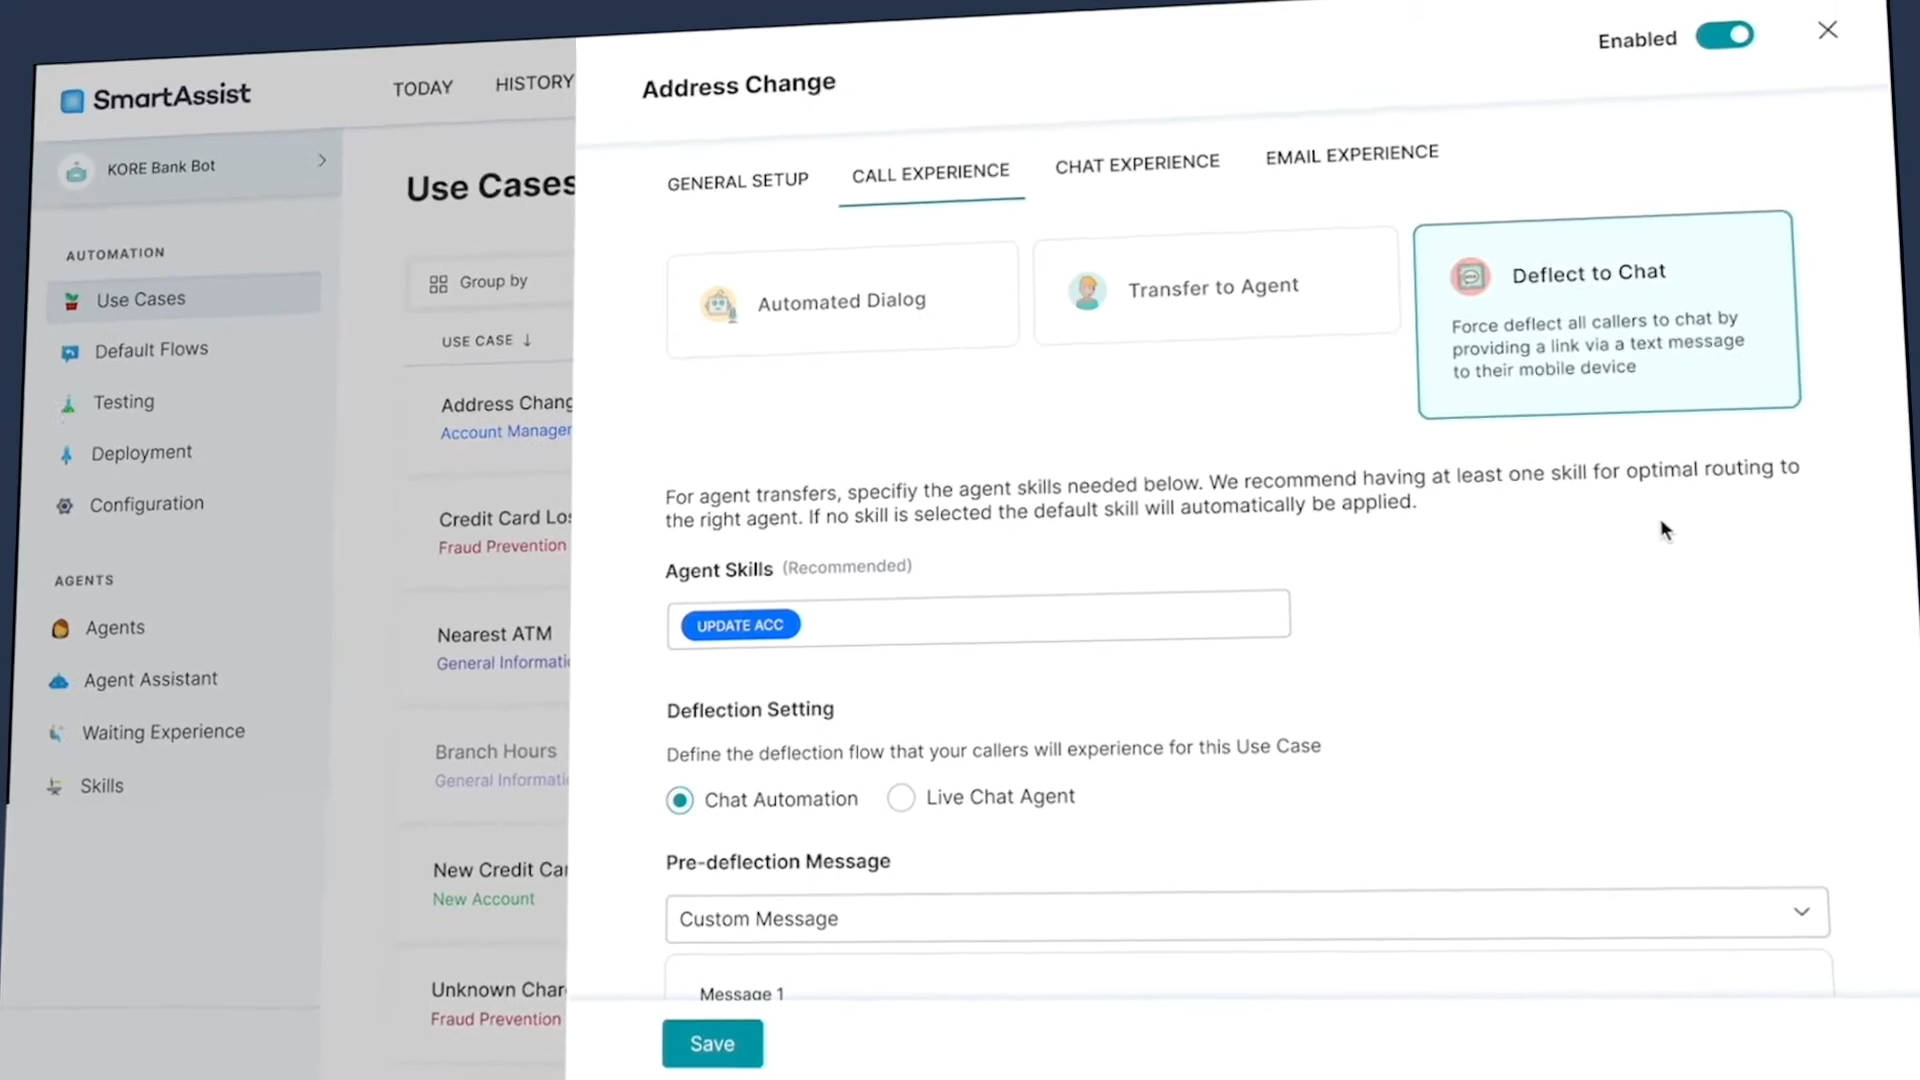 SmartAssist
TODAY
HISTORY
KORE Bank Bot
AUTOMATION
Use Cases
Default Flows
Testing
Deployment
Configuration
AGENTS
Agents
Agent Assistant
Waiting Experience
Skills
Use Cases
Group by
USE CASE ↓
Address Chang
Account Manager
Credit Card Los
Fraud Prevention
Nearest ATM
General Informati
Branch Hours
General Informati
New Credit Car
New Account
Unknown Char
Fraud Prevention
Address Change
Enabled
GENERAL SETUP
CALL EXPERIENCE
CHAT EXPERIENCE
EMAIL EXPERIENCE
Automated Dialog
Transfer to Agent
Deflect to Chat
Force deflect all callers to chat by
providing a link via a text message
to their mobile device
For agent transfers, specifiy the agent skills needed below. We recommend having at least one skill for optimal routing to
the right agent. If no skill is selected the default skill will automatically be applied.
Agent Skills (Recommended)
UPDATE ACC
Deflection Setting
Define the deflection flow that your callers will experience for this Use Case
Chat Automation
Live Chat Agent
Pre-deflection Message
Custom Message
Message 1
Save